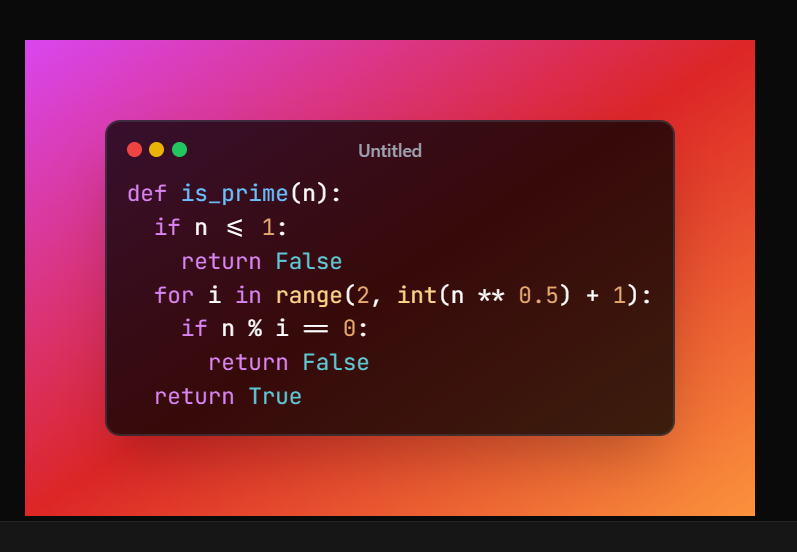 Untitled
def is_prime(n):
  if n <= 1:
    return False
  for i in range(2, int(n ** 0.5) + 1):
    if n % i == 0:
      return False
  return True